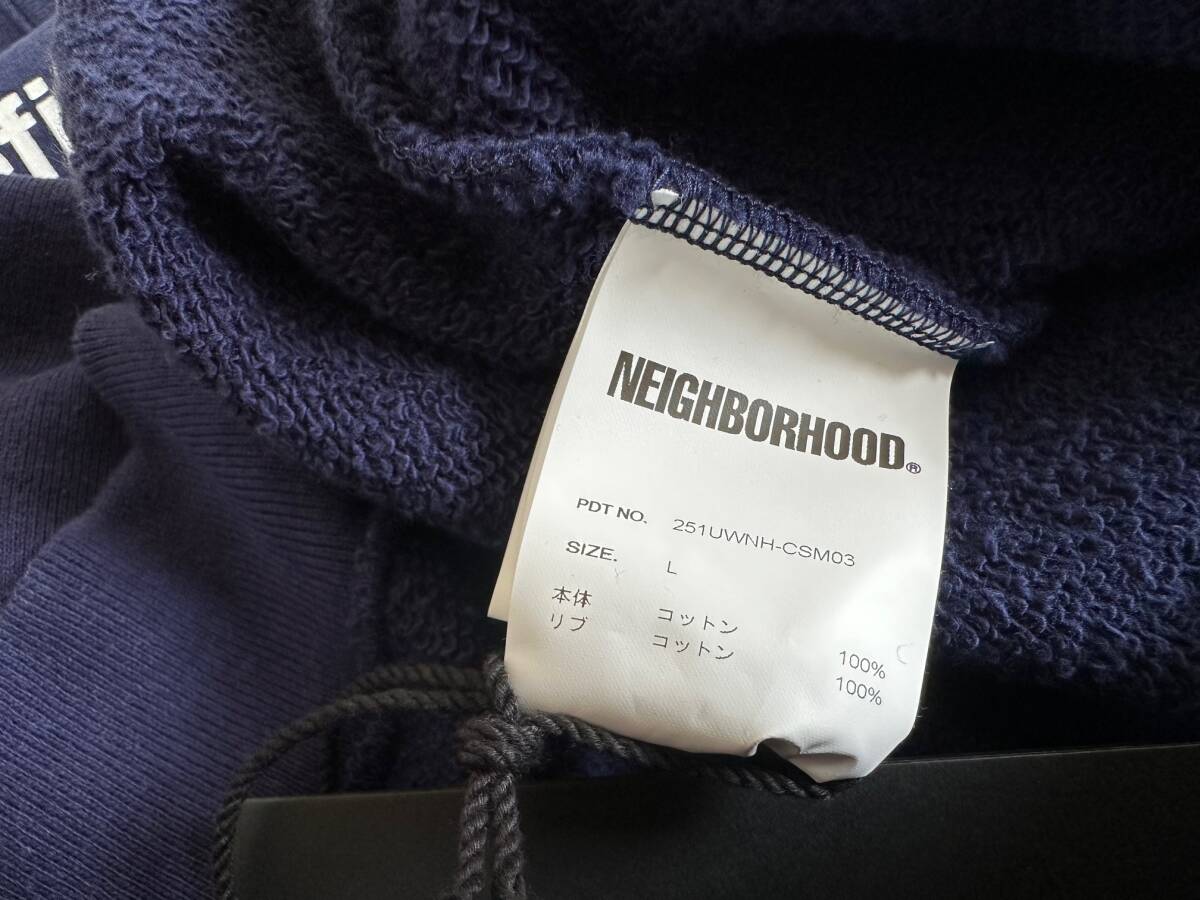 fi
NEIGHBORHOOD®
PDT NO. 251UWNH-CSM03
SIZE. L
本体 コットン 100%
リブ コットン 100%